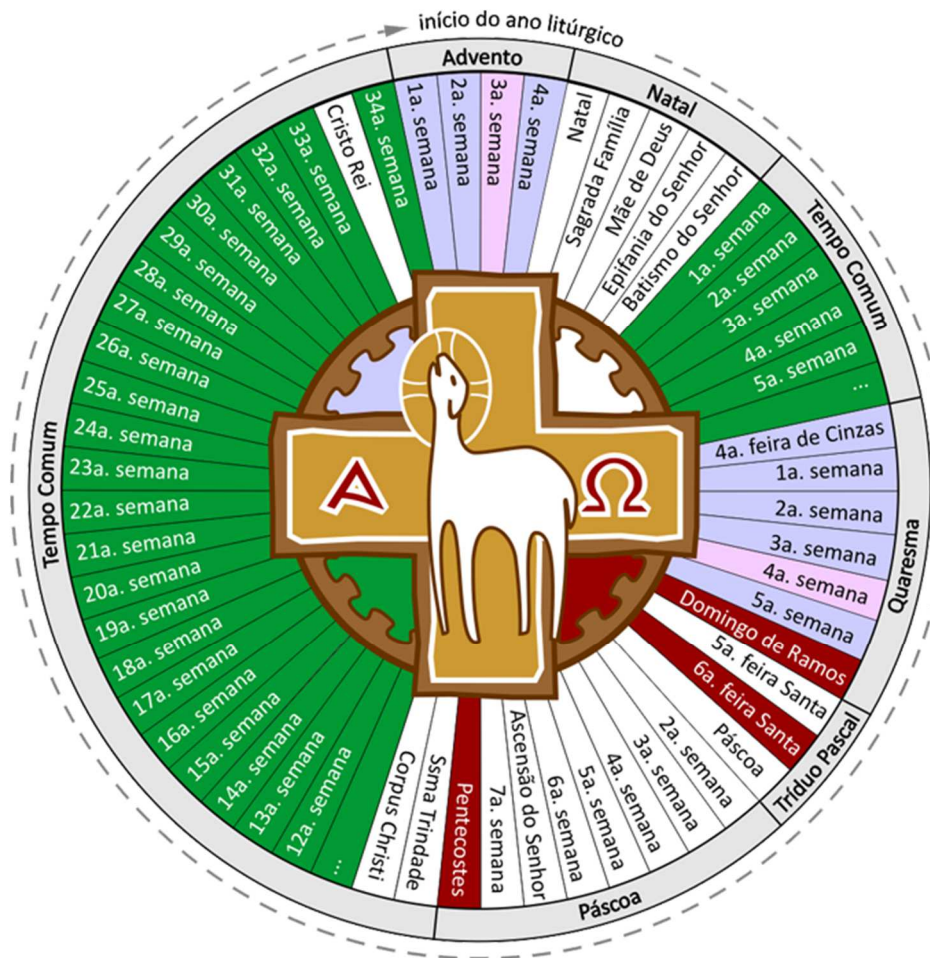 início do ano litúrgico
Advento
1a. semana
2a. semana
3a. semana
4a. semana
Natal
Natal
Sagrada Família
Mãe de Deus
Epifania do Senhor
Batismo do Senhor
Tempo Comum
1a. semana
2a. semana
3a. semana
4a. semana
5a. semana
...
Quaresma
4a. feira de Cinzas
1a. semana
2a. semana
3a. semana
4a. semana
5a. semana
Domingo de Ramos
Tríduo Pascal
5a. feira Santa
6a. feira Santa
Páscoa
Páscoa
2a. semana
3a. semana
4a. semana
5a. semana
6a. semana
Ascensão do Senhor
7a. semana
Pentecostes
Tempo Comum
Ssma Trindade
Corpus Christi
...
12a. semana
13a. semana
14a. semana
15a. semana
16a. semana
17a. semana
18a. semana
19a. semana
20a. semana
21a. semana
22a. semana
23a. semana
24a. semana
25a. semana
26a. semana
27a. semana
28a. semana
29a. semana
30a. semana
31a. semana
32a. semana
33a. semana
Cristo Rei
34a. semana
Α
Ω